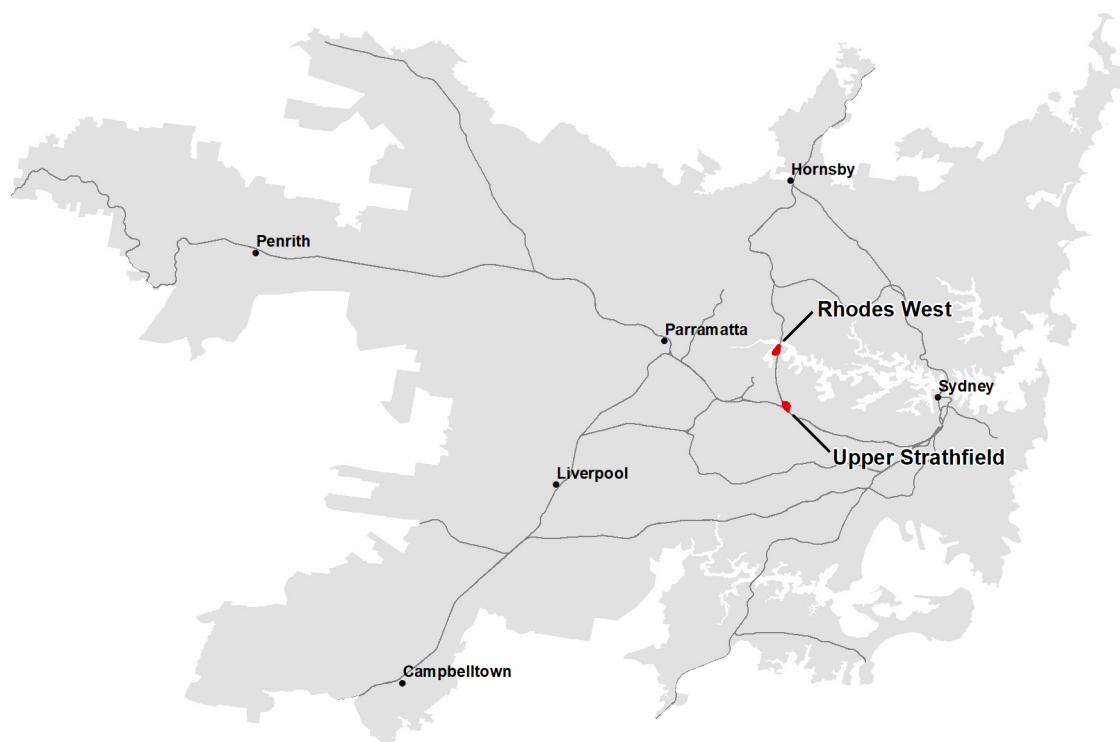 Hornsby
Penrith
Rhodes West
Parramatta
Sydney
Upper Strathfield
Liverpool
Campbelltown